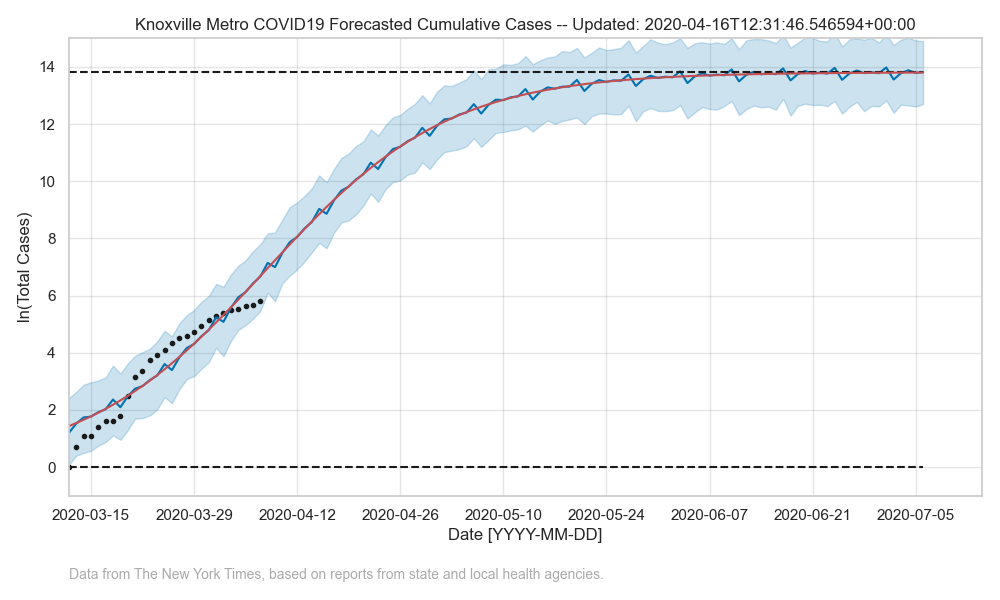 Knoxville Metro COVID19 Forecasted Cumulative Cases -- Updated: 2020-04-16T12:31:46.546594+00:00
14
12
10
8
6
4
2
0
ln(Total Cases)
2020-03-15 2020-03-29 2020-04-12 2020-04-26 2020-05-10 2020-05-24 2020-06-07 2020-06-21 2020-07-05
Date [YYYY-MM-DD]
Data from The New York Times, based on reports from state and local health agencies.